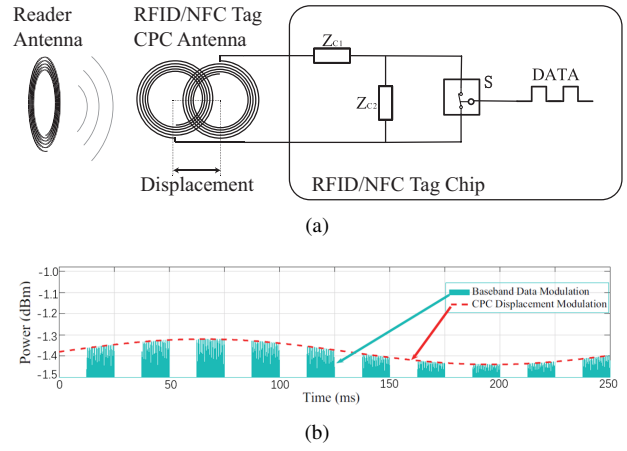 Reader
Antenna
RFID/NFC Tag
CPC Antenna
Z_C1
Z_C2
S
DATA
Displacement
RFID/NFC Tag Chip
(a)
Power (dBm)
-1.0
-1.1
-1.2
-1.3
-1.4
-1.5
Baseband Data Modulation
CPC Displacement Modulation
0 50 100 150 200 250
Time (ms)
(b)